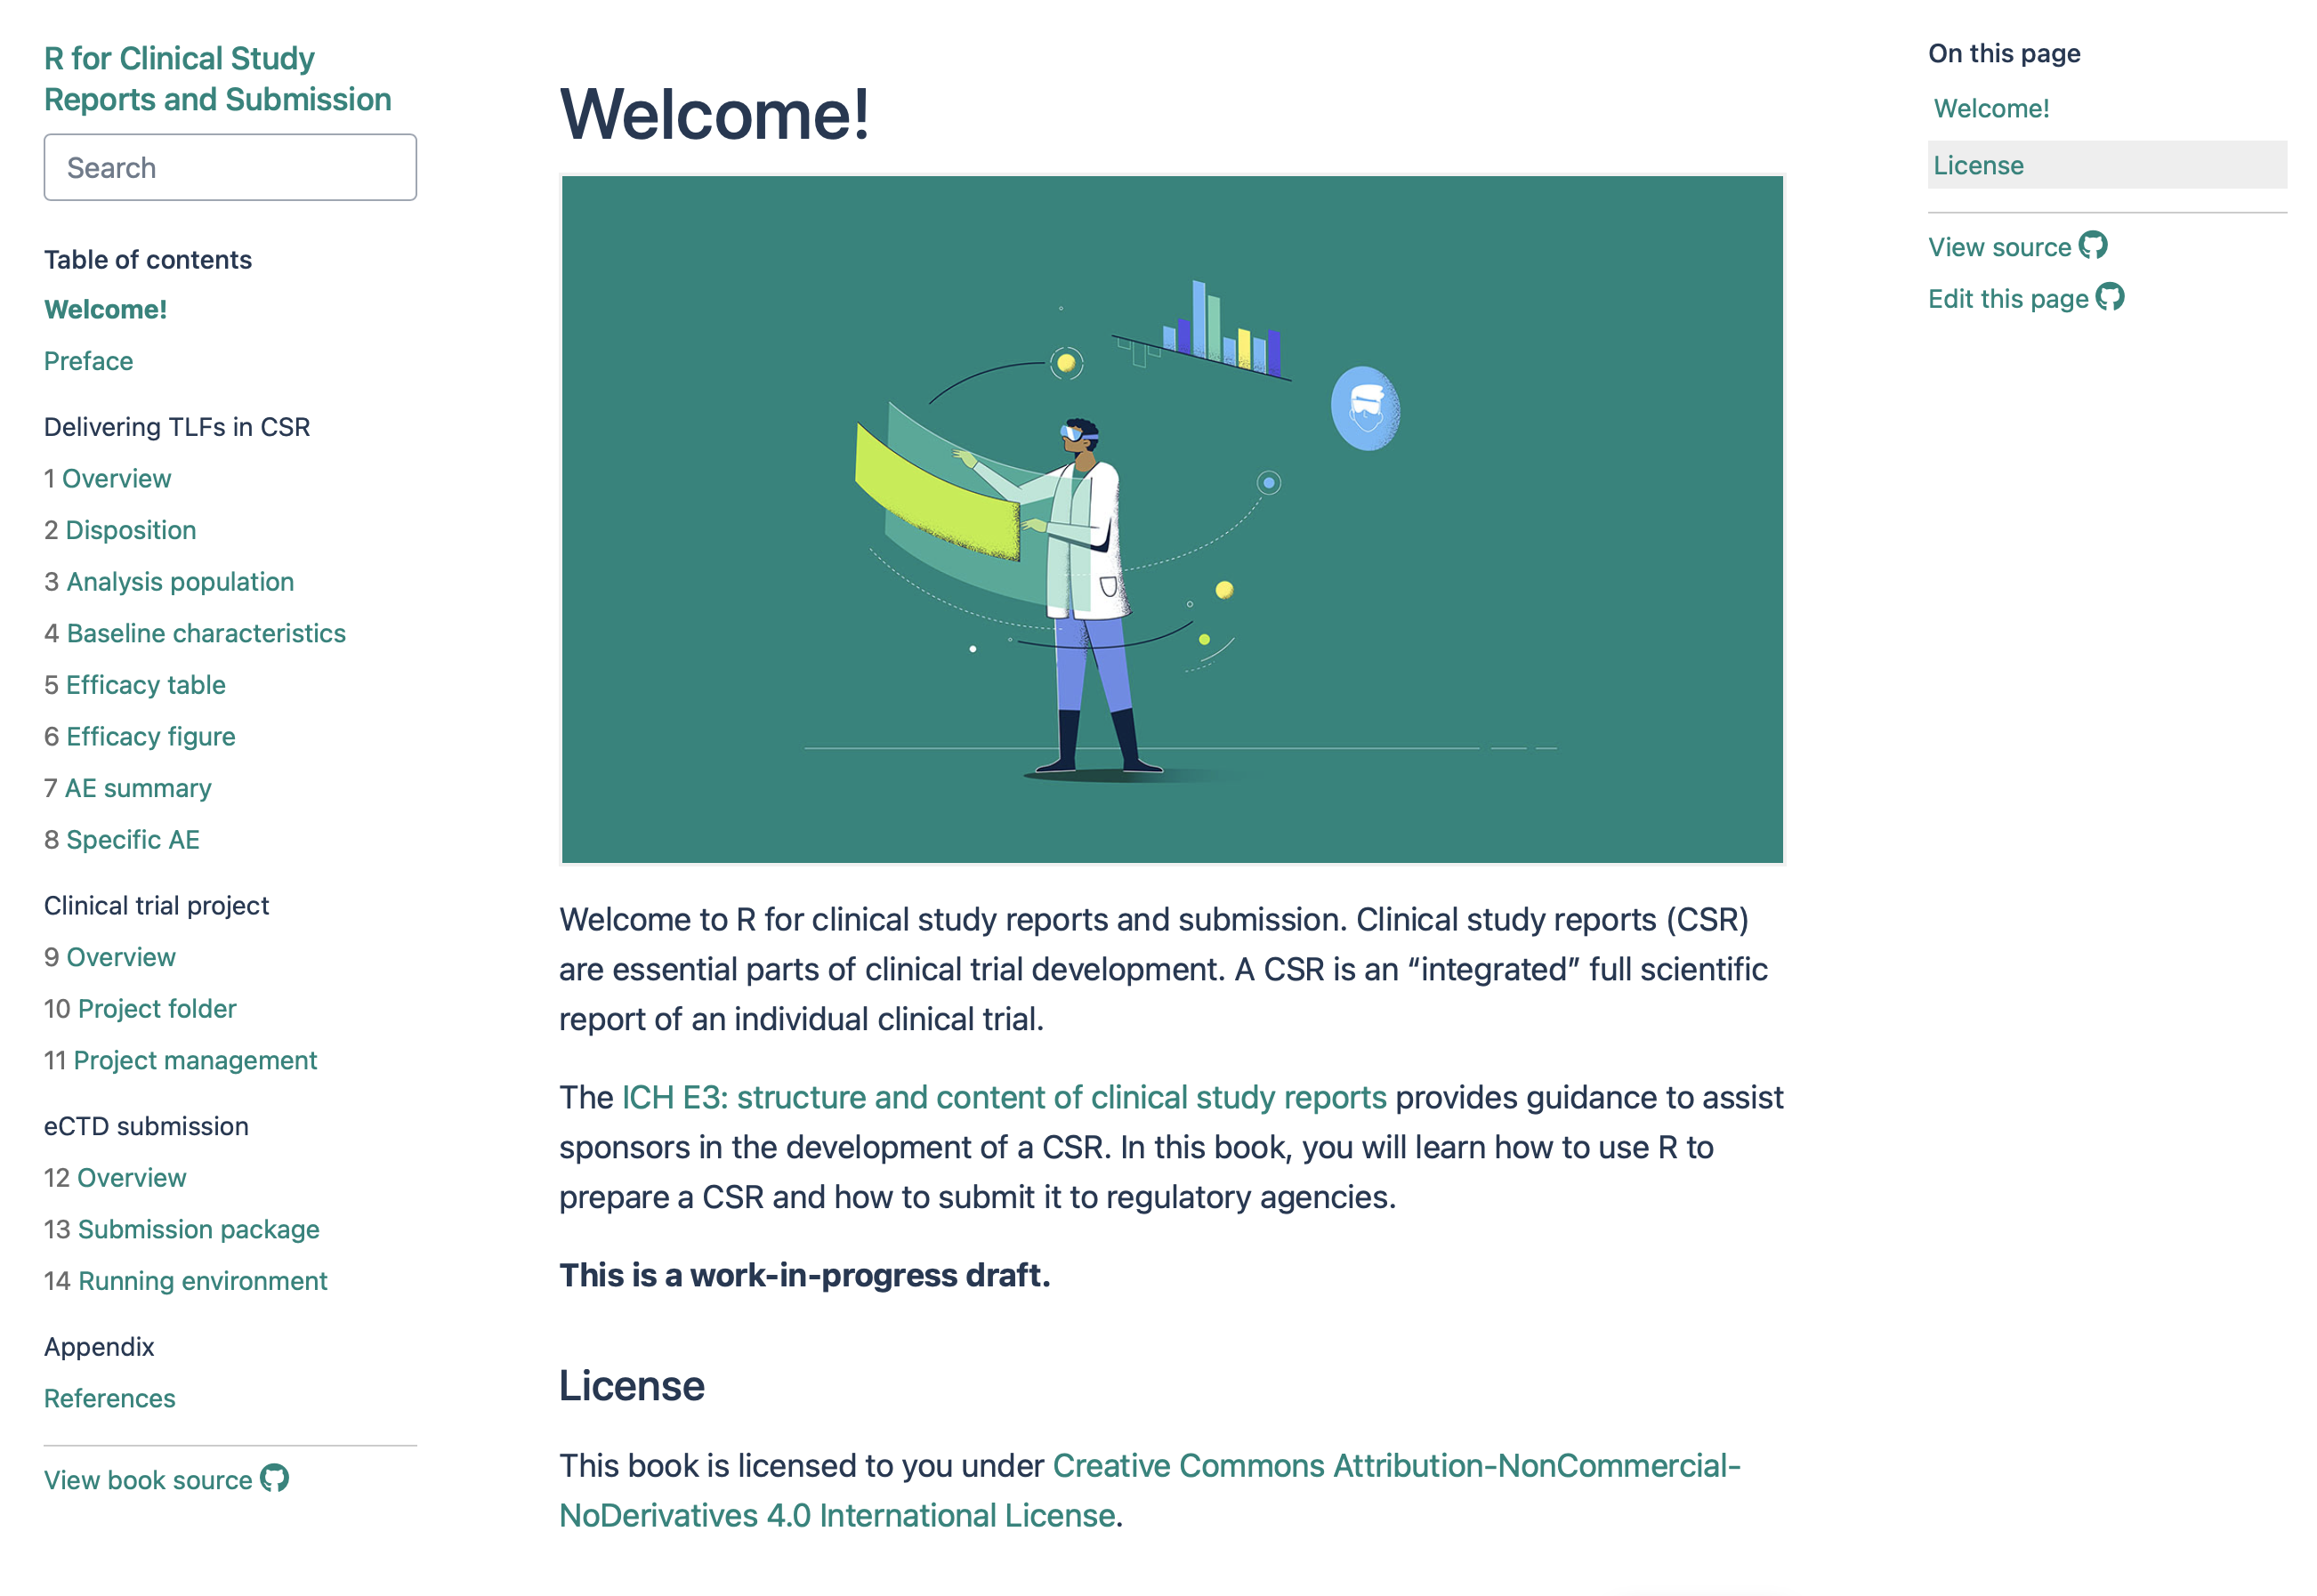 R for Clinical Study
Reports and Submission
Search
Table of contents
Welcome!
Preface
Delivering TLFs in CSR
1 Overview
2 Disposition
3 Analysis population
4 Baseline characteristics
5 Efficacy table
6 Efficacy figure
7 AE summary
8 Specific AE
Clinical trial project
9 Overview
10 Project folder
11 Project management
eCTD submission
12 Overview
13 Submission package
14 Running environment
Appendix
References
View book source
Welcome!
Welcome to R for clinical study reports and submission. Clinical study reports (CSR)
are essential parts of clinical trial development. A CSR is an “integrated” full scientific
report of an individual clinical trial.
The ICH E3: structure and content of clinical study reports provides guidance to assist
sponsors in the development of a CSR. In this book, you will learn how to use R to
prepare a CSR and how to submit it to regulatory agencies.
This is a work-in-progress draft.
License
This book is licensed to you under Creative Commons Attribution-NonCommercial-
NoDerivatives 4.0 International License.
On this page
Welcome!
License
View source
Edit this page